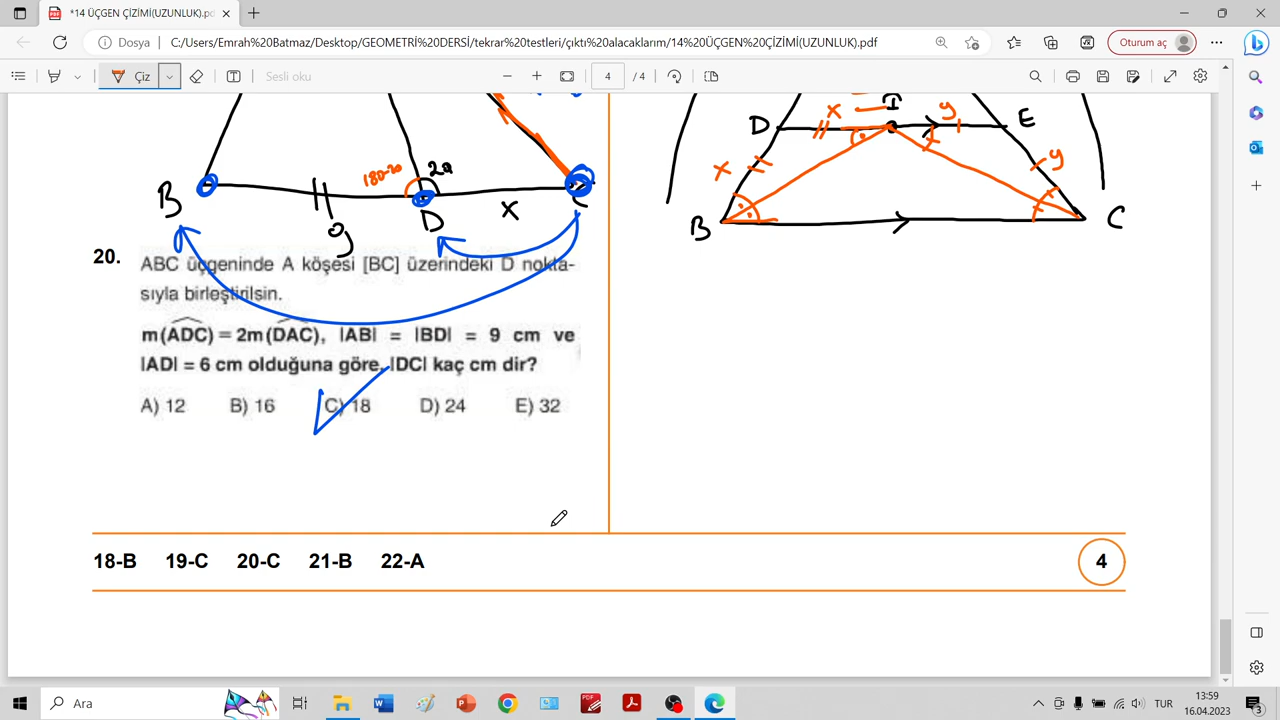 *14 ÜÇGEN ÇİZİMİ(UZUNLUK).pdf
Dosya
C:/Users/Emrah%20Batmaz/Desktop/GEOMETRİ%20DERSİ/tekrar%20testleri/çıktı%20alacaklarım/14%20ÜÇGEN%20ÇİZİMİ(UZUNLUK).pdf
Oturum aç
Çiz
Sesli oku
4 / 4
B
180-2a
2a
D
x
C
9
20. ABC üçgeninde A köşesi [BC] üzerindeki D nokta-
sıyla birleştirilsin.
m(ADC) = 2m(DAC), |AB| = |BD| = 9 cm ve
|AD| = 6 cm olduğuna göre, |DC| kaç cm dir?
A) 12 B) 16 C) 18 D) 24 E) 32
x
I
y
D
E
x
y
B
C
18-B 19-C 20-C 21-B 22-A
4
Ara
TUR
13:59
16.04.2023
3